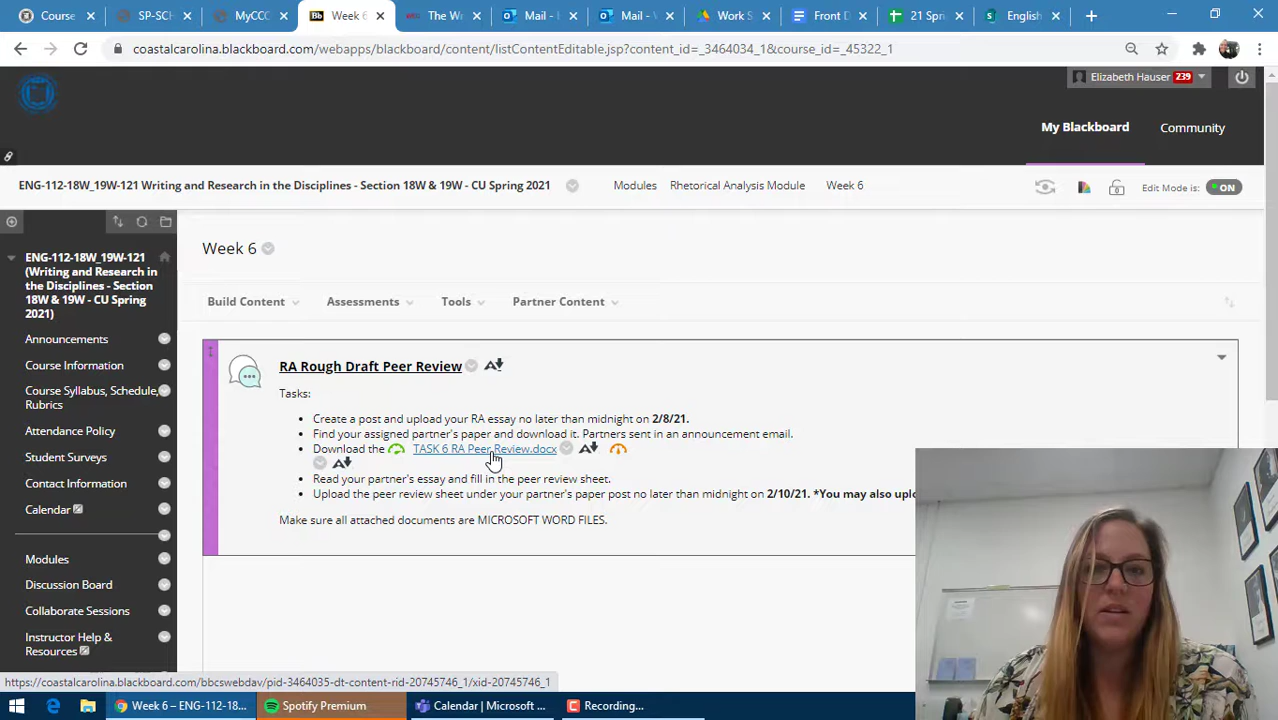 Course
SP-SCH
MyCCC
Bb Week 6
The Wr
Mail -
Mail -
Work S
Front D
21 Spr
English
coastalcarolina.blackboard.com/webapps/blackboard/content/listContentEditable.jsp?content_id=_3464034_1&course_id=_45322_1
Elizabeth Hauser 239
My Blackboard Community
ENG-112-18W_19W-121 Writing and Research in the Disciplines - Section 18W & 19W - CU Spring 2021
Modules Rhetorical Analysis Module Week 6
Edit Mode is: ON
ENG-112-18W_19W-121
(Writing and Research
in the Disciplines -
Section 18W & 19W -
CU Spring 2021)
Announcements
Course Information
Course Syllabus, Schedule,
Rubrics
Attendance Policy
Student Surveys
Contact Information
Calendar
Modules
Discussion Board
Collaborate Sessions
Instructor Help &
Resources
Week 6
Build Content Assessments Tools Partner Content
RA Rough Draft Peer Review
Tasks:
• Create a post and upload your RA essay no later than midnight on 2/8/21.
• Find your assigned partner's paper and download it. Partners sent in an announcement email.
• Download the TASK 6 RA Peer Review.docx
• Read your partner's essay and fill in the peer review sheet.
• Upload the peer review sheet under your partner's paper post no later than midnight on 2/10/21. *You may also uplo
Make sure all attached documents are MICROSOFT WORD FILES.
https://coastalcarolina.blackboard.com/bbcswebdav/pid-3464035-dt-content-rid-20745746_1/xid-20745746_1
Week 6 – ENG-112-18...
Spotify Premium
Calendar | Microsoft ...
Recording...